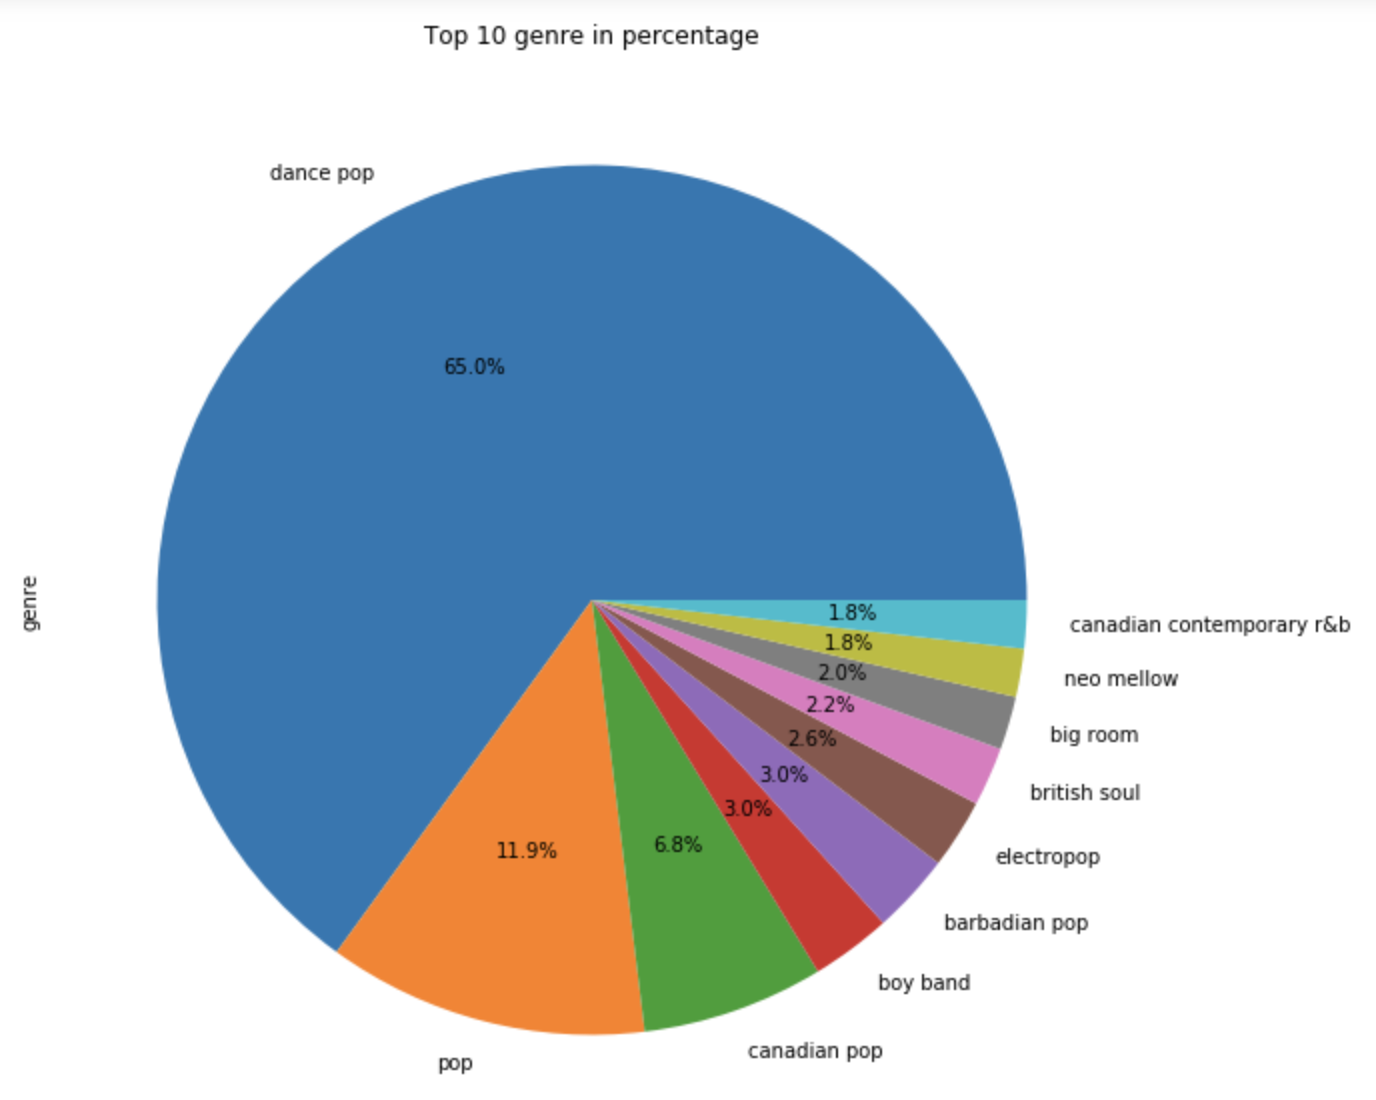 Top 10 genre in percentage
dance pop
65.0%
genre
1.8%
canadian contemporary r&b
1.8%
neo mellow
2.0%
big room
2.2%
british soul
2.6%
electropop
3.0%
barbadian pop
3.0%
boy band
6.8%
canadian pop
11.9%
pop